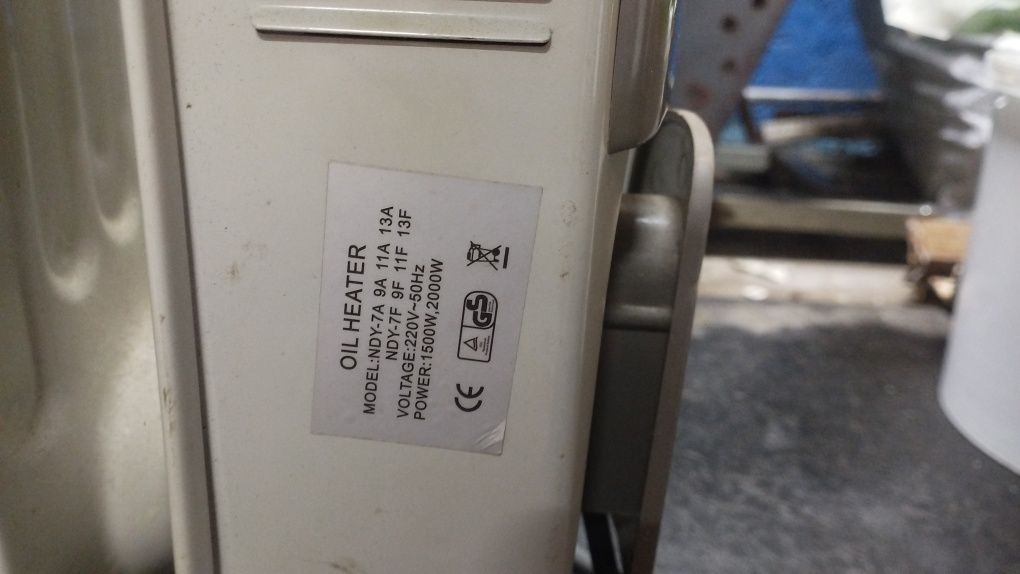 OIL HEATER
MODEL:NDY-7A 9A 11A 13A
NDY-7F 9F 11F 13F
VOLTAGE:220V~50Hz
POWER:1500W,2000W
CE
GS